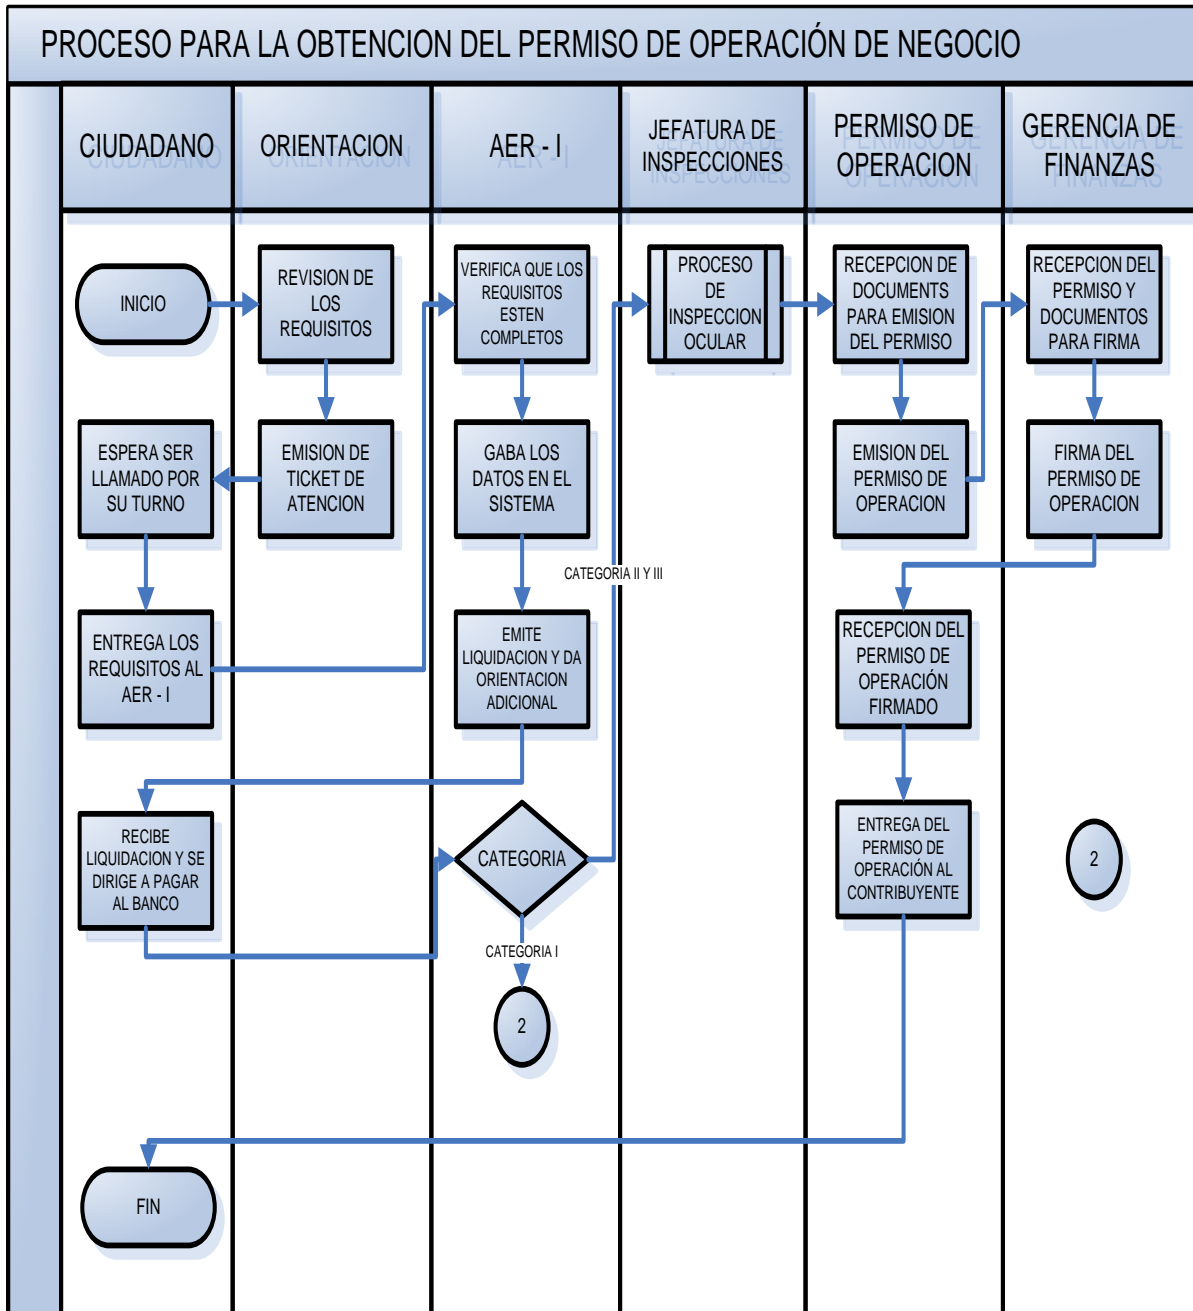 PROCESO PARA LA OBTENCION DEL PERMISO DE OPERACIÓN DE NEGOCIO
CIUDADANO
ORIENTACION
AER - I
JEFATURA DE
INSPECCIONES
PERMISO DE
OPERACION
GERENCIA DE
FINANZAS
INICIO
REVISION DE
LOS
REQUISITOS
VERIFICA QUE LOS
REQUISITOS
ESTEN
COMPLETOS
PROCESO
DE
INSPECCION
OCULAR
RECEPCION DE
DOCUMENTS
PARA EMISION
DEL PERMISO
RECEPCION DEL
PERMISO Y
DOCUMENTOS
PARA FIRMA
ESPERA SER
LLAMADO POR
SU TURNO
EMISION DE
TICKET DE
ATENCION
GABA LOS
DATOS EN EL
SISTEMA
EMISION DEL
PERMISO DE
OPERACION
FIRMA DEL
PERMISO DE
OPERACION
CATEGORIA II Y III
ENTREGA LOS
REQUISITOS AL
AER - I
EMITE
LIQUIDACION Y DA
ORIENTACION
ADICIONAL
RECEPCION DEL
PERMISO DE
OPERACIÓN
FIRMADO
RECIBE
LIQUIDACION Y SE
DIRIGE A PAGAR
AL BANCO
CATEGORIA
ENTREGA DEL
PERMISO DE
OPERACIÓN AL
CONTRIBUYENTE
2
CATEGORIA I
2
FIN